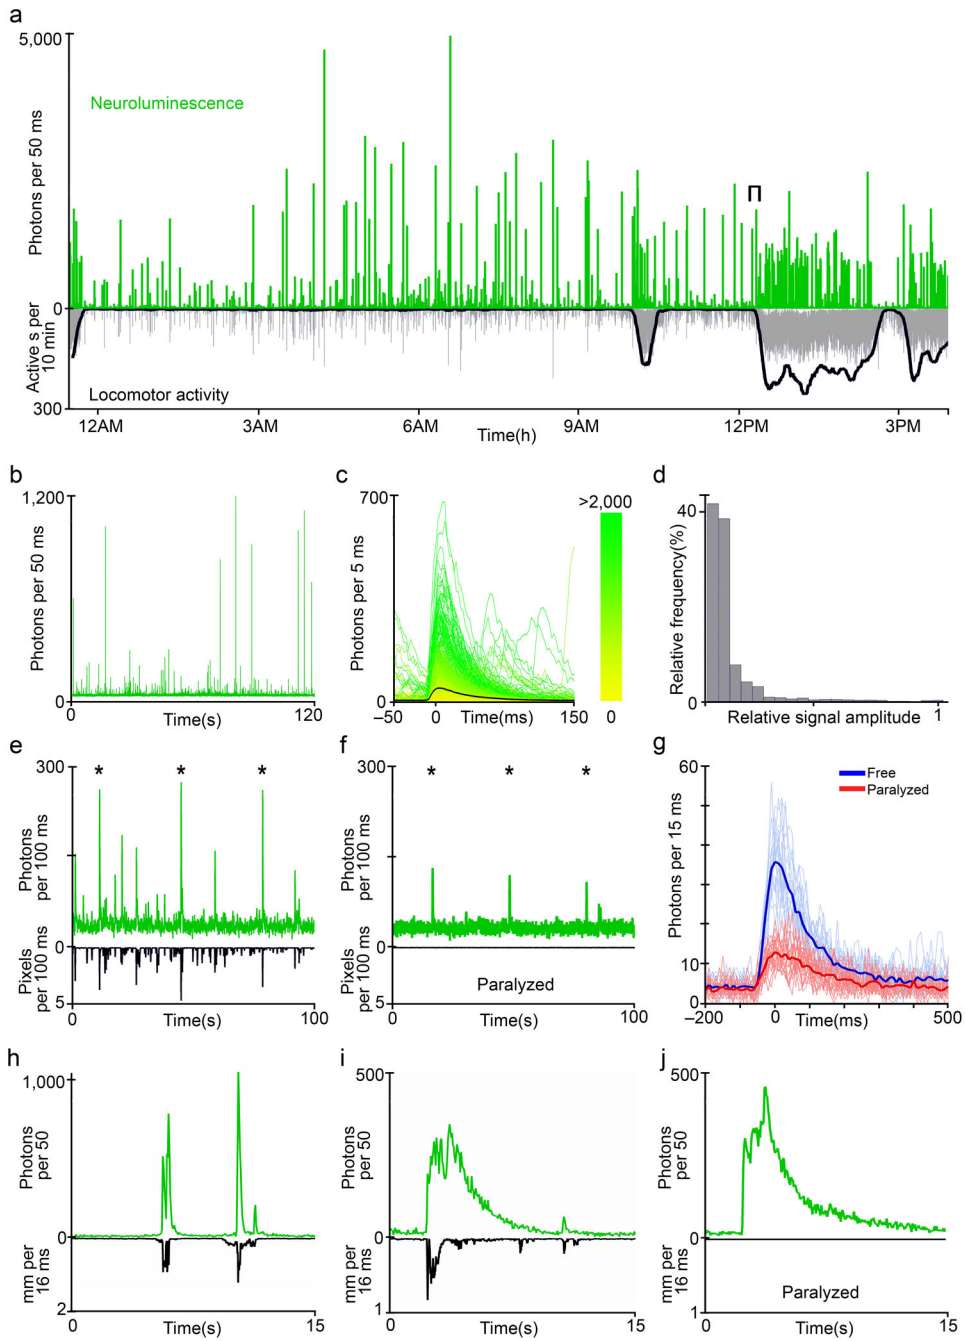 a
5,000
Neuroluminescence
Photons per 50 ms
0
Active s per
10 min
Locomotor activity
300
12AM
3AM
6AM
9AM
12PM
3PM
Time(h)
b
1,200
Photons per 50 ms
0
0
Time(s)
120
c
700
Photons per 5 ms
0
−50
0
Time(ms)
150
>2,000
0
d
40
Relative frequency(%)
0
Relative signal amplitude
1
e
300
* * *
Photons
per 100 ms
0
Pixels
per 100 ms
5
0
Time(s)
100
f
300
* * *
Photons
per 100 ms
0
Pixels
per 100 ms
Paralyzed
5
0
Time(s)
100
g
60
Free
Paralyzed
Photons per 15 ms
10
0
−200
0
Time(ms)
500
h
1,000
Photons
per 50
0
mm per
16 ms
2
0
Time(s)
15
i
500
Photons
per 50
0
mm per
16 ms
1
0
Time(s)
15
j
500
Photons
per 50
0
mm per
16 ms
Paralyzed
1
0
Time(s)
15